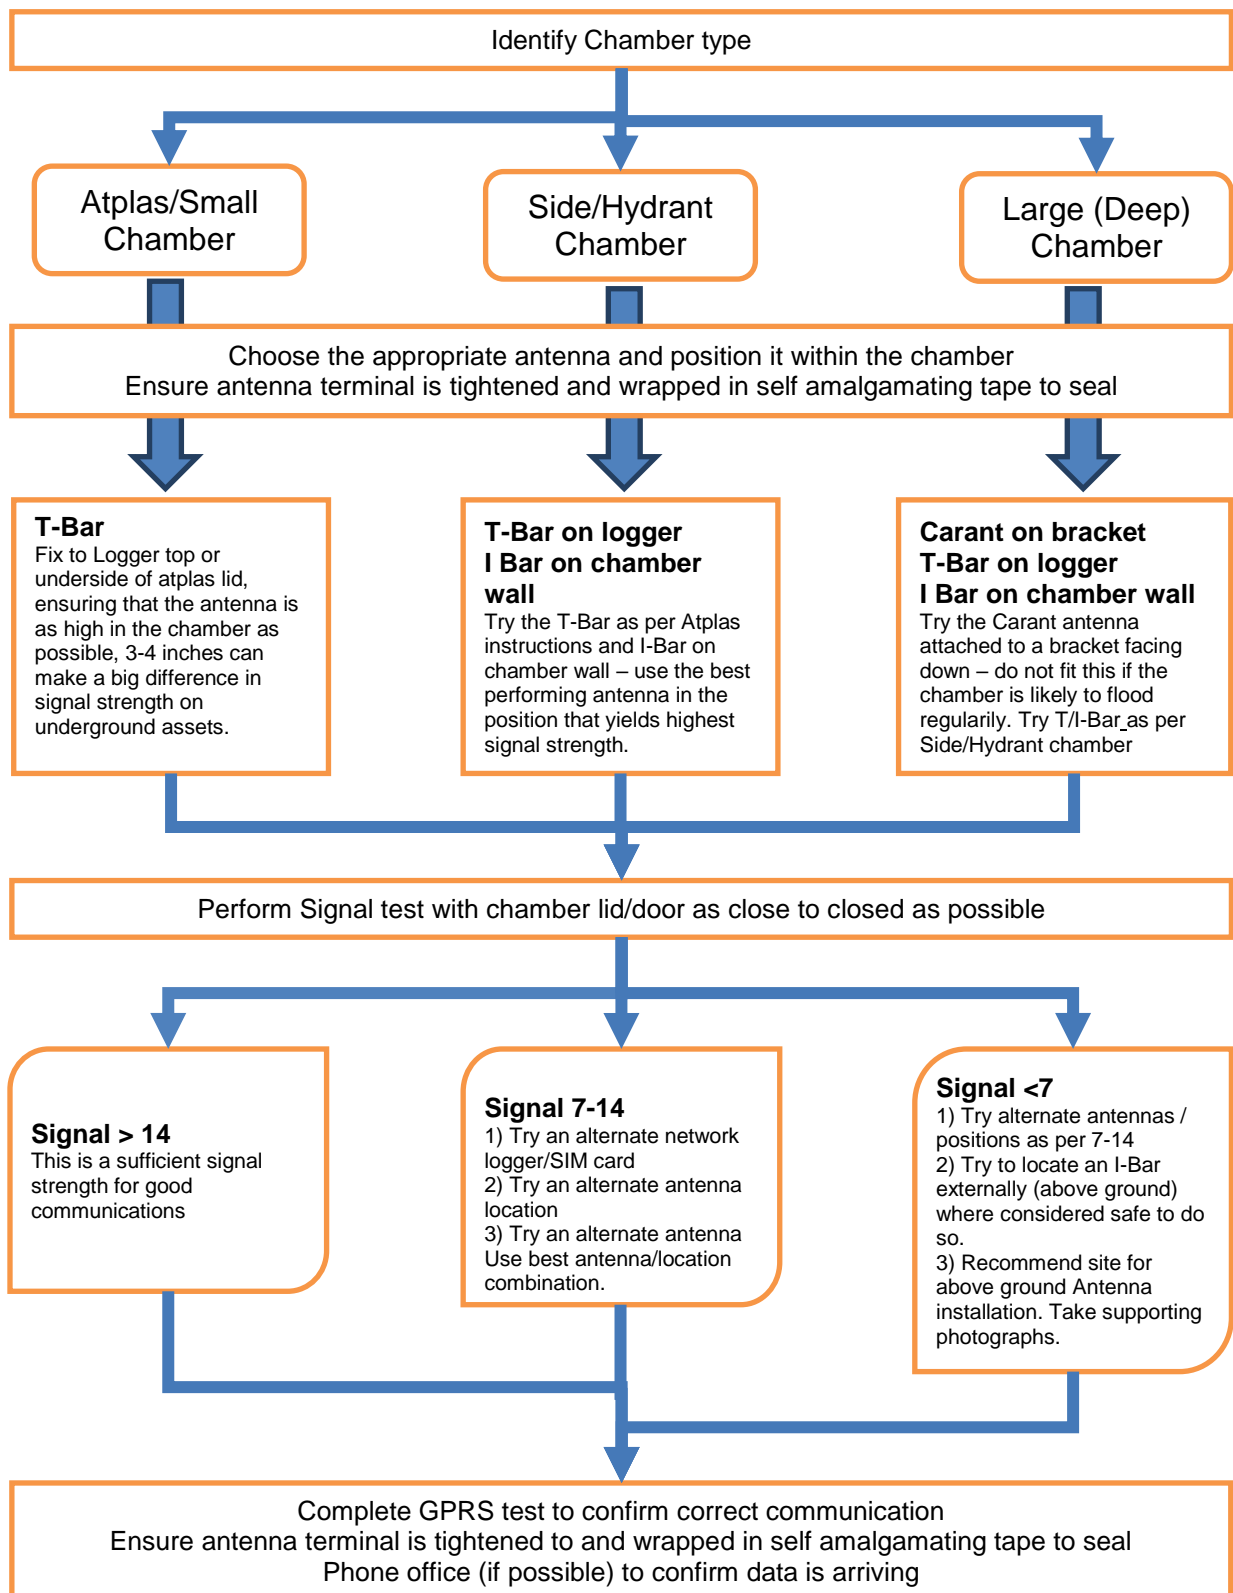 Identify Chamber type
Atplas/Small
Chamber
Side/Hydrant
Chamber
Large (Deep)
Chamber
Choose the appropriate antenna and position it within the chamber
Ensure antenna terminal is tightened and wrapped in self amalgamating tape to seal
T-Bar
Fix to Logger top or
underside of atplas lid,
ensuring that the antenna is
as high in the chamber as
possible, 3-4 inches can
make a big difference in
signal strength on
underground assets.
T-Bar on logger
I Bar on chamber
wall
Try the T-Bar as per Atplas
instructions and I-Bar on
chamber wall – use the best
performing antenna in the
position that yields highest
signal strength.
Carant on bracket
T-Bar on logger
I Bar on chamber wall
Try the Carant antenna
attached to a bracket facing
down – do not fit this if the
chamber is likely to flood
regularily. Try T/I-Bar as per
Side/Hydrant chamber
Perform Signal test with chamber lid/door as close to closed as possible
Signal > 14
This is a sufficient signal
strength for good
communications
Signal 7-14
1) Try an alternate network
logger/SIM card
2) Try an alternate antenna
location
3) Try an alternate antenna
Use best antenna/location
combination.
Signal <7
1) Try alternate antennas /
positions as per 7-14
2) Try to locate an I-Bar
externally (above ground)
where considered safe to do
so.
3) Recommend site for
above ground Antenna
installation. Take supporting
photographs.
Complete GPRS test to confirm correct communication
Ensure antenna terminal is tightened to and wrapped in self amalgamating tape to seal
Phone office (if possible) to confirm data is arriving